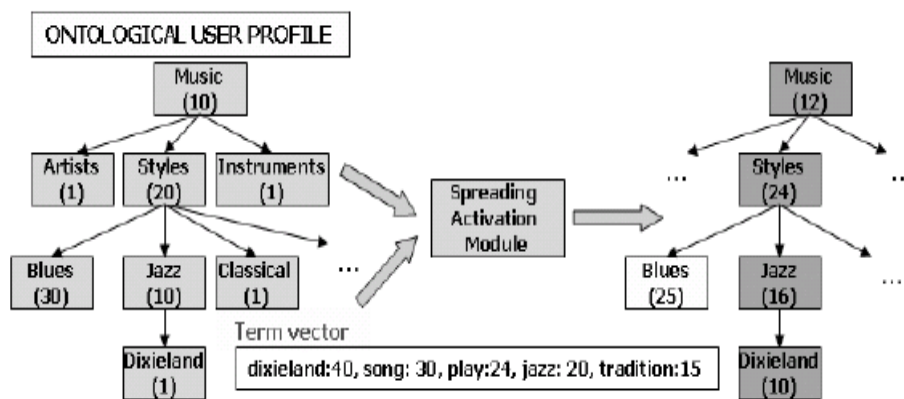 ONTOLOGICAL USER PROFILE
Music
(10)
Artists
(1)
Styles
(20)
Instruments
(1)
Blues
(30)
Jazz
(10)
Classical
(1)
...
Dixieland
(1)
Spreading
Activation
Module
Term vector
dixieland:40, song: 30, play:24, jazz: 20, tradition:15
Music
(12)
...
Styles
(24)
..
Blues
(25)
Jazz
(16)
...
Dixieland
(10)